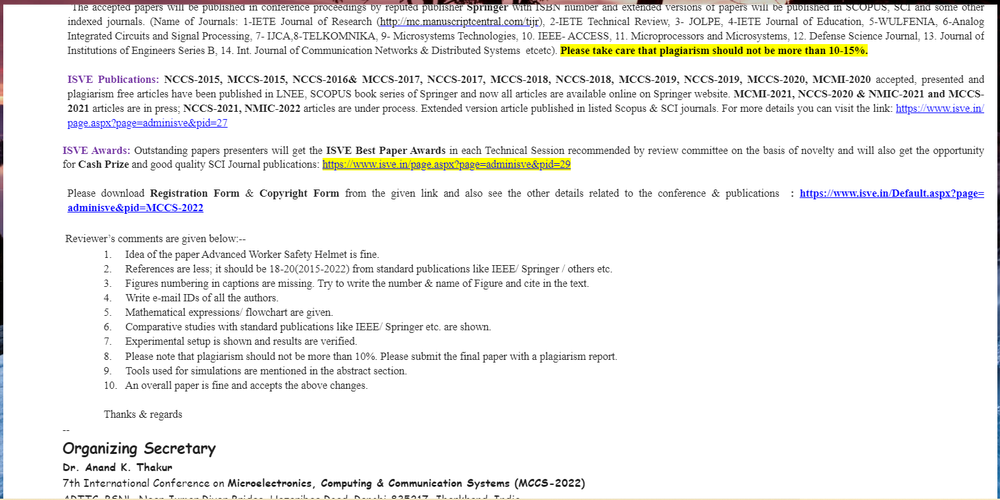 The accepted papers will be published in conference proceedings by reputed publisher Springer with ISBN number and extended versions of papers will be published in SCOPUS, SCI and some other
indexed journals. (Name of Journals: 1-IETE Journal of Research (http://mc.manuscriptcentral.com/tijr), 2-IETE Technical Review, 3- JOLPE, 4-IETE Journal of Education, 5-WULFENIA, 6-Analog
Integrated Circuits and Signal Processing, 7- IJCA,8-TELKOMNIKA, 9- Microsystems Technologies, 10. IEEE- ACCESS, 11. Microprocessors and Microsystems, 12. Defense Science Journal, 13. Journal of
Institutions of Engineers Series B, 14. Int. Journal of Communication Networks & Distributed Systems etcetc). Please take care that plagiarism should not be more than 10-15%.
ISVE Publications: NCCS-2015, MCCS-2015, NCCS-2016& MCCS-2017, NCCS-2017, MCCS-2018, NCCS-2018, MCCS-2019, NCCS-2019, MCCS-2020, MCMI-2020 accepted, presented and
plagiarism free articles have been published in LNEE, SCOPUS book series of Springer and now all articles are available online on Springer website. MCMI-2021, NCCS-2020 & NMIC-2021 and MCCS-
2021 articles are in press; NCCS-2021, NMIC-2022 articles are under process. Extended version article published in listed Scopus & SCI journals. For more details you can visit the link: https://www.isve.in/
page.aspx?page=adminisve&pid=27
ISVE Awards: Outstanding papers presenters will get the ISVE Best Paper Awards in each Technical Session recommended by review committee on the basis of novelty and will also get the opportunity
for Cash Prize and good quality SCI Journal publications: https://www.isve.in/page.aspx?page=adminisve&pid=29
Please download Registration Form & Copyright Form from the given link and also see the other details related to the conference & publications : https://www.isve.in/Default.aspx?page=
adminisve&pid=MCCS-2022
Reviewer's comments are given below:--
1. Idea of the paper Advanced Worker Safety Helmet is fine.
2. References are less; it should be 18-20(2015-2022) from standard publications like IEEE/ Springer / others etc.
3. Figures numbering in captions are missing. Try to write the number & name of Figure and cite in the text.
4. Write e-mail IDs of all the authors.
5. Mathematical expressions/ flowchart are given.
6. Comparative studies with standard publications like IEEE/ Springer etc. are shown.
7. Experimental setup is shown and results are verified.
8. Please note that plagiarism should not be more than 10%. Please submit the final paper with a plagiarism report.
9. Tools used for simulations are mentioned in the abstract section.
10. An overall paper is fine and accepts the above changes.
Thanks & regards
--
Organizing Secretary
Dr. Anand K. Thakur
7th International Conference on Microelectronics, Computing & Communication Systems (MCCS-2022)